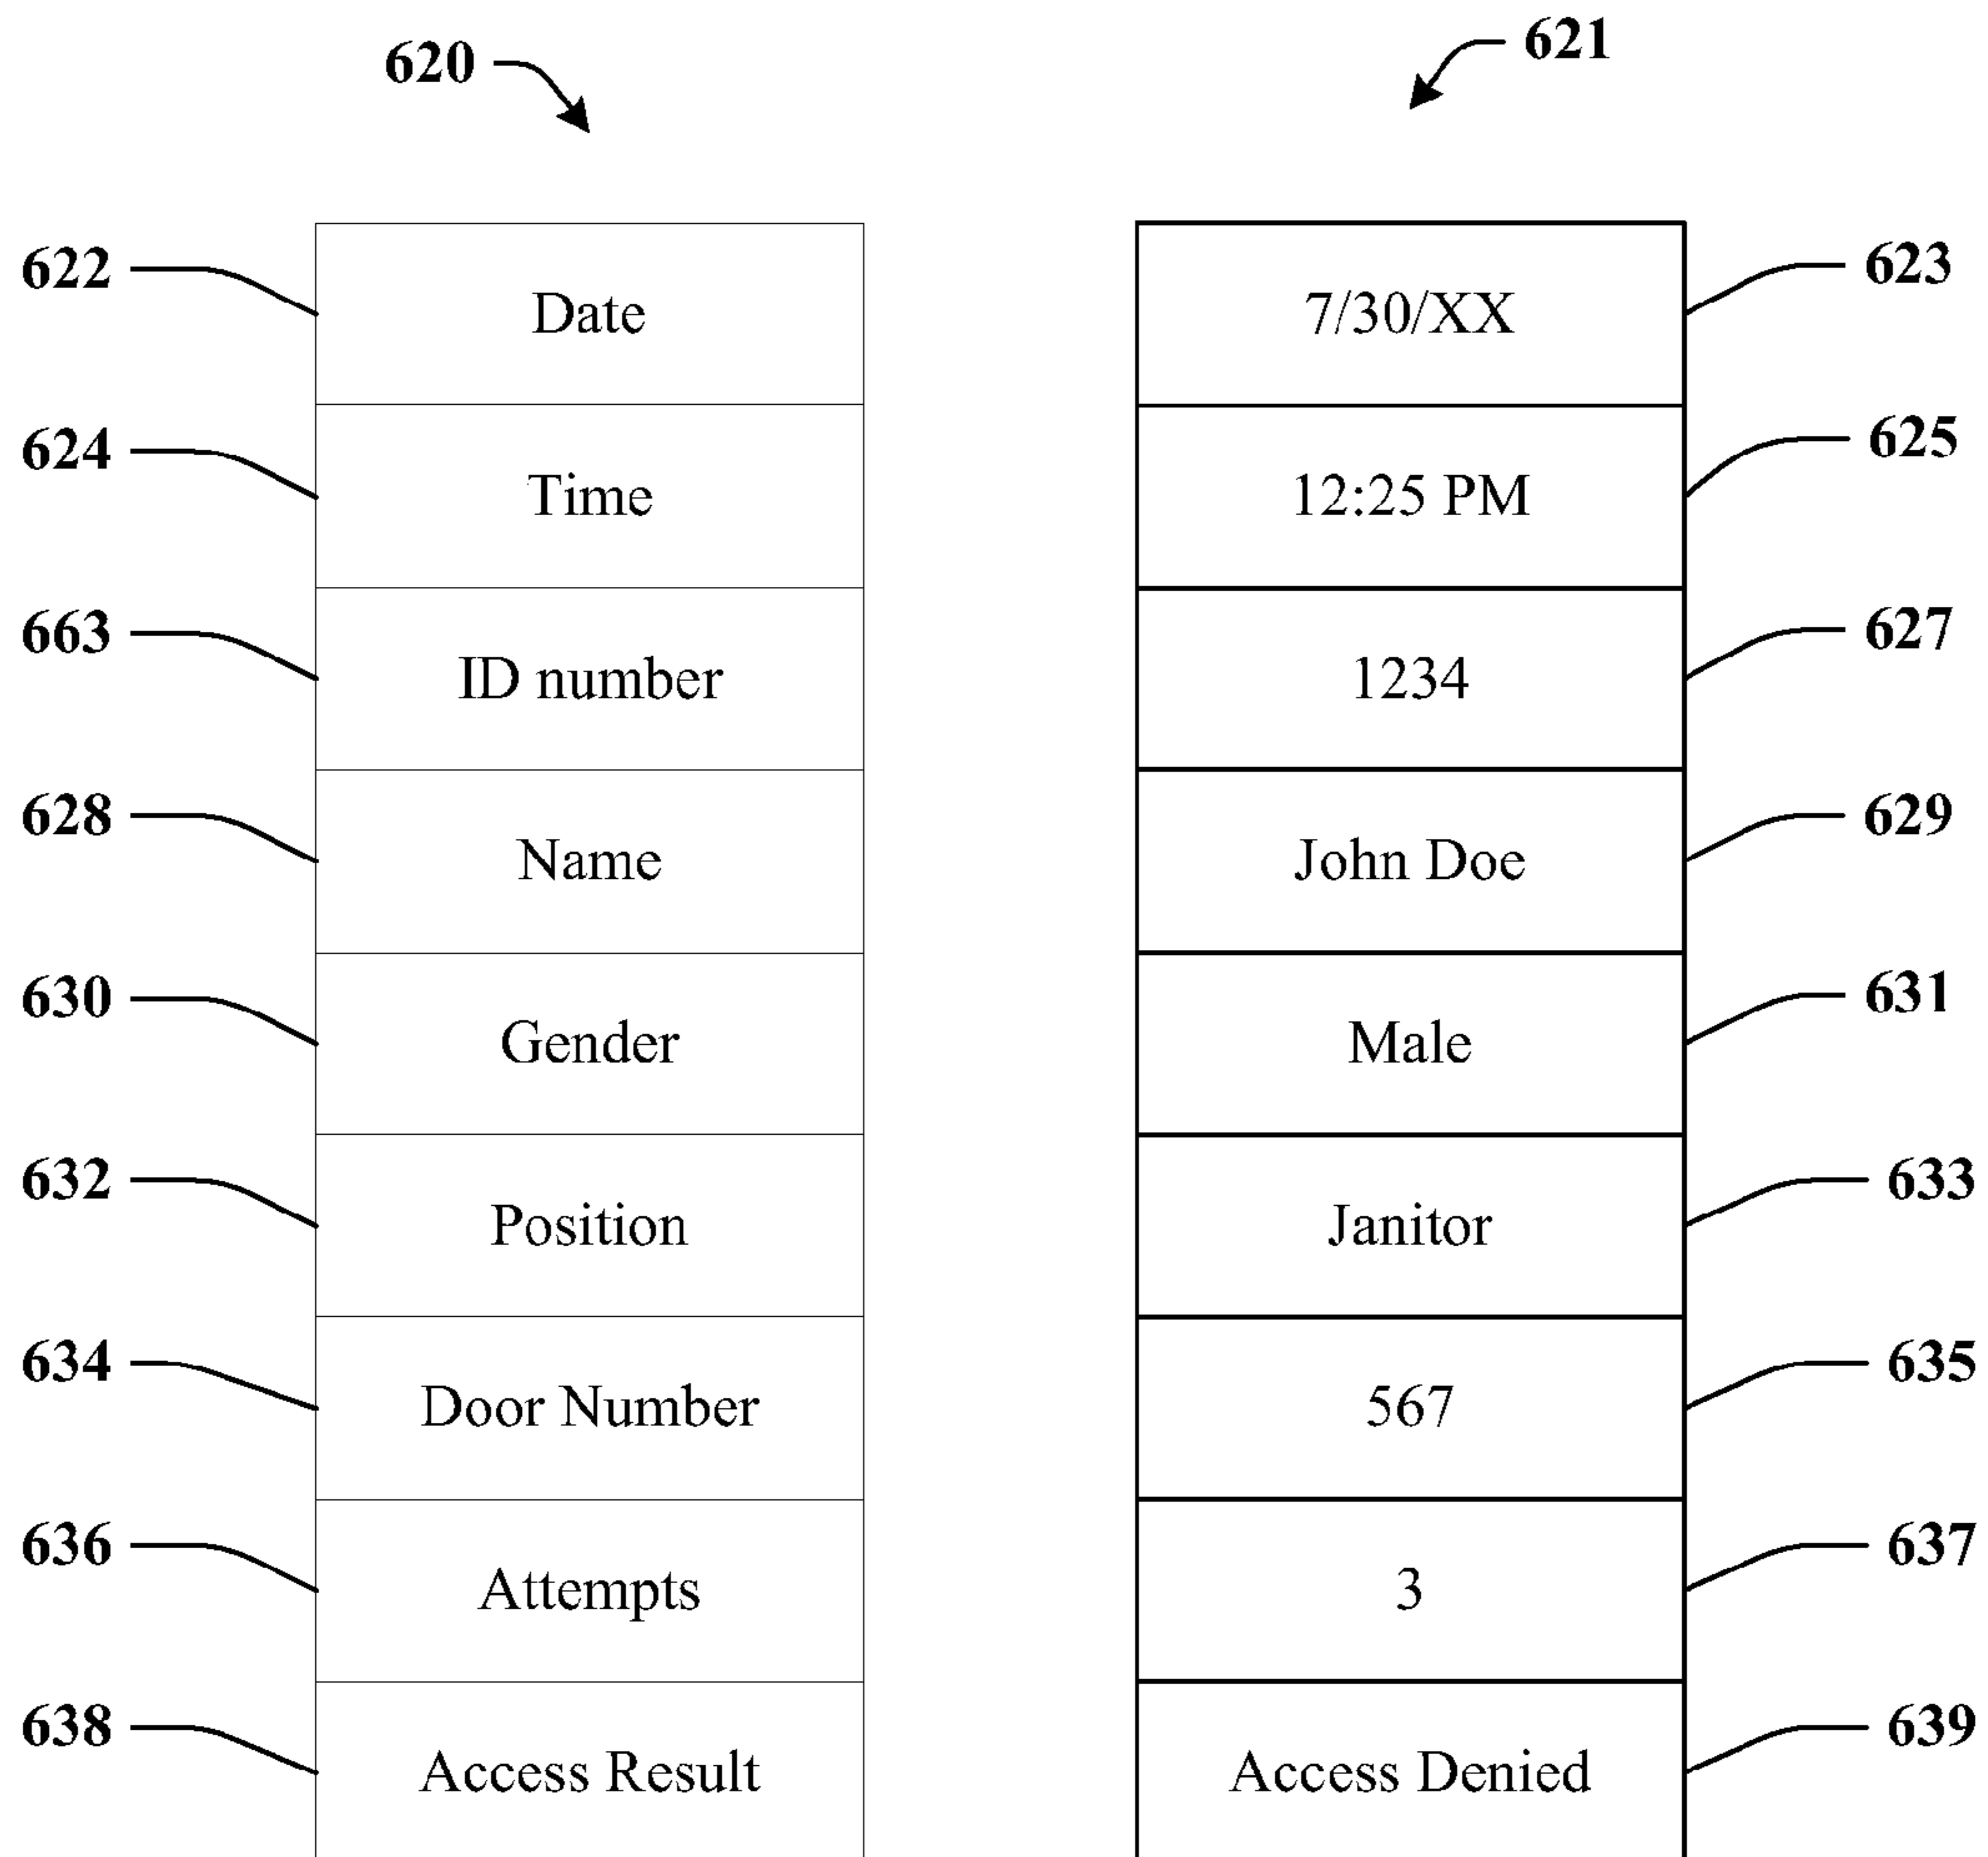 620
621
622
Date
7/30/XX
623
624
Time
12:25 PM
625
663
ID number
1234
627
628
Name
John Doe
629
630
Gender
Male
631
632
Position
Janitor
633
634
Door Number
567
635
636
Attempts
3
637
638
Access Result
Access Denied
639